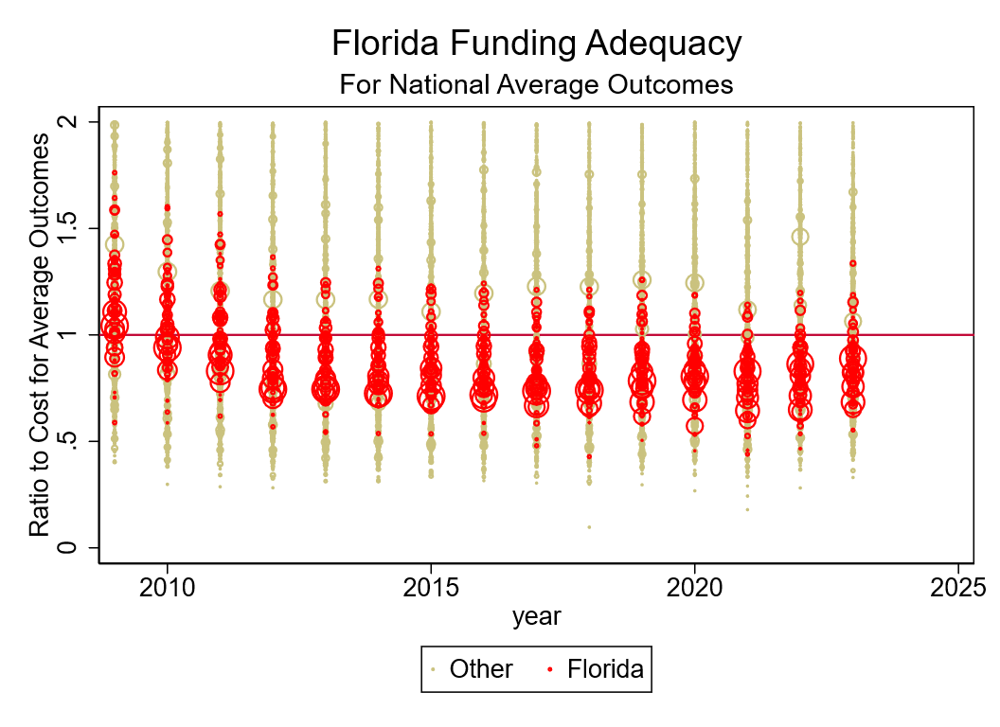 Florida Funding Adequacy
For National Average Outcomes
Ratio to Cost for Average Outcomes
2
1.5
1
.5
0
2010
2015
2020
2025
year
Other
Florida